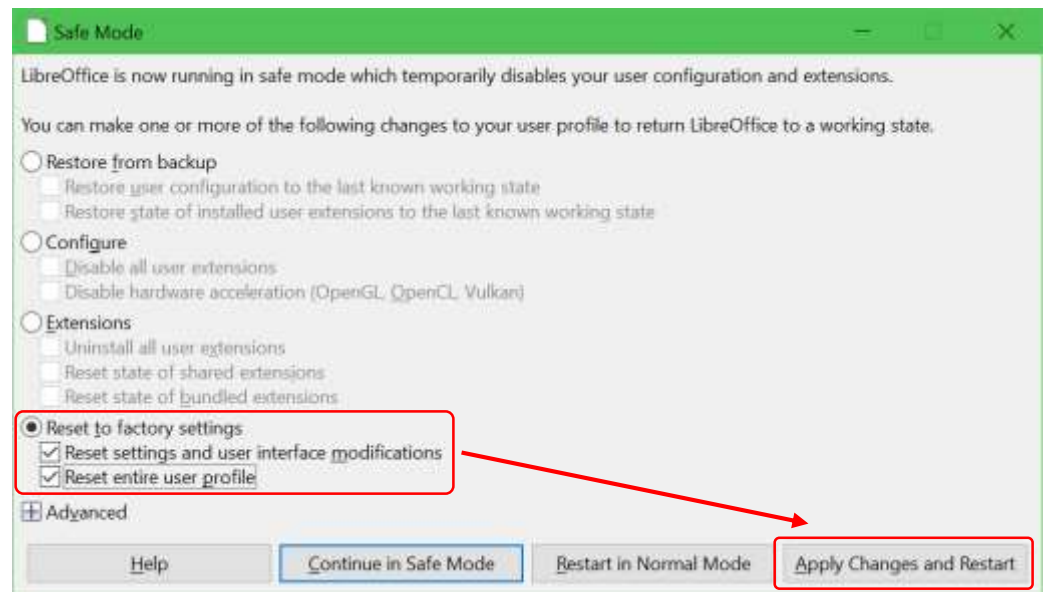 Safe Mode
LibreOffice is now running in safe mode which temporarily disables your user configuration and extensions.
You can make one or more of the following changes to your user profile to return LibreOffice to a working state.
Restore from backup
Restore user configuration to the last known working state
Restore state of installed user extensions to the last known working state
Configure
Disable all user extensions
Disable hardware acceleration (OpenGL, OpenCL, Vulkan)
Extensions
Uninstall all user extensions
Reset state of shared extensions
Reset state of bundled extensions
Reset to factory settings
Reset settings and user interface modifications
Reset entire user profile
Advanced
Help Continue in Safe Mode Restart in Normal Mode Apply Changes and Restart